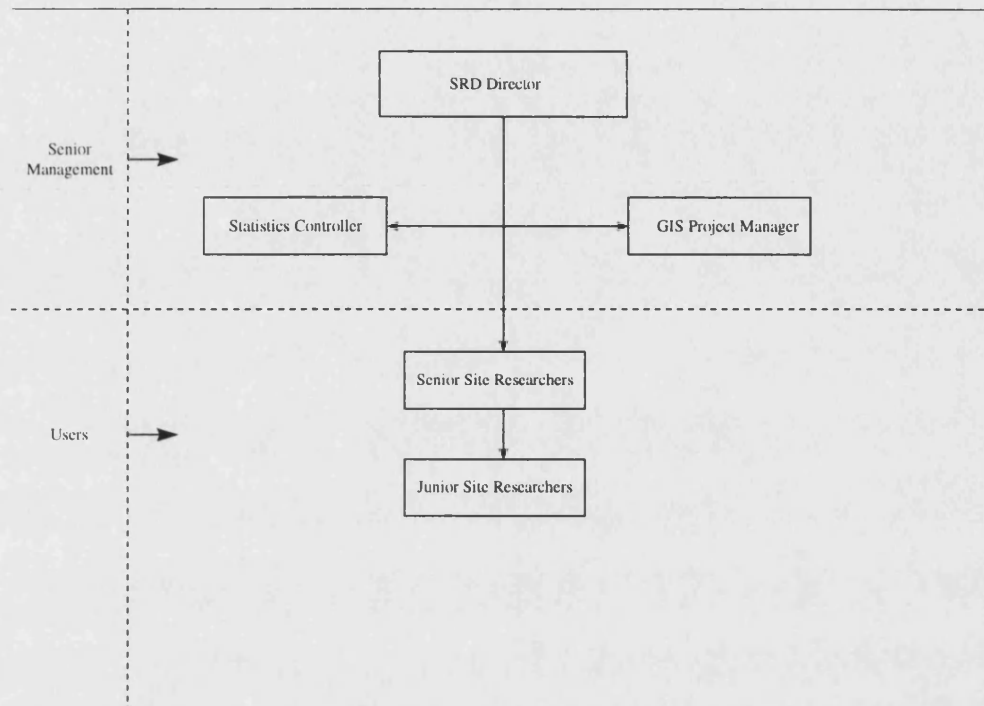 SRD Director
Senior
Management
Statistics Controller
GIS Project Manager
Senior Site Researchers
Users
Junior Site Researchers